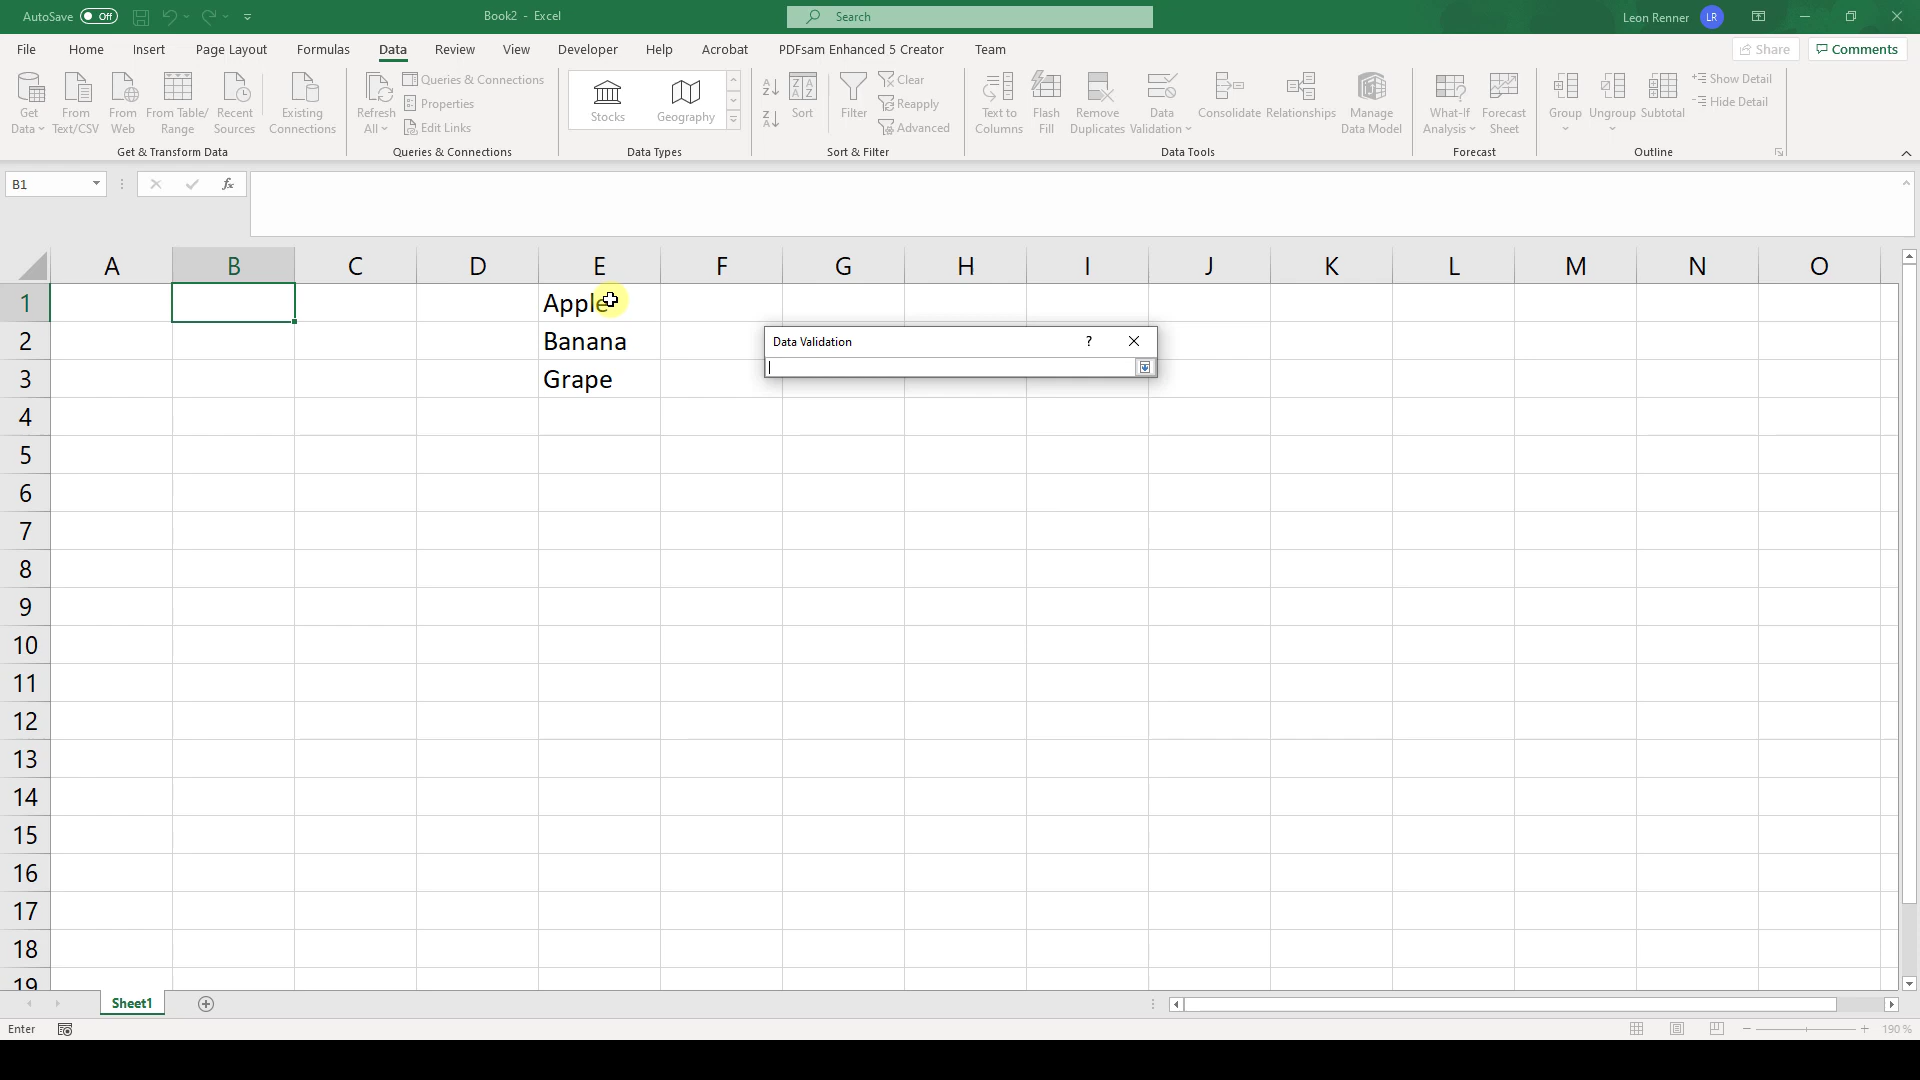 AutoSave Off
Book2 - Excel
Search
Leon Renner LR
File Home Insert Page Layout Formulas Data Review View Developer Help Acrobat PDFsam Enhanced 5 Creator Team
Share Comments
Get Data
From Text/CSV
From Web
From Table/ Range
Recent Sources
Existing Connections
Get & Transform Data
Refresh All
Queries & Connections
Properties
Edit Links
Queries & Connections
Stocks Geography
Data Types
Sort
Filter
Clear
Reapply
Advanced
Sort & Filter
Text to Columns
Flash Fill
Remove Duplicates
Data Validation
Consolidate
Relationships
Manage Data Model
Data Tools
What-If Analysis
Forecast Sheet
Forecast
Group
Ungroup
Subtotal
Show Detail
Hide Detail
Outline
B1 fx
A B C D E F G H I J K L M N O
1 Apple
2 Banana
3 Grape
Data Validation ?
4
5
6
7
8
9
10
11
12
13
14
15
16
17
18
19
Sheet1
Enter
190 %